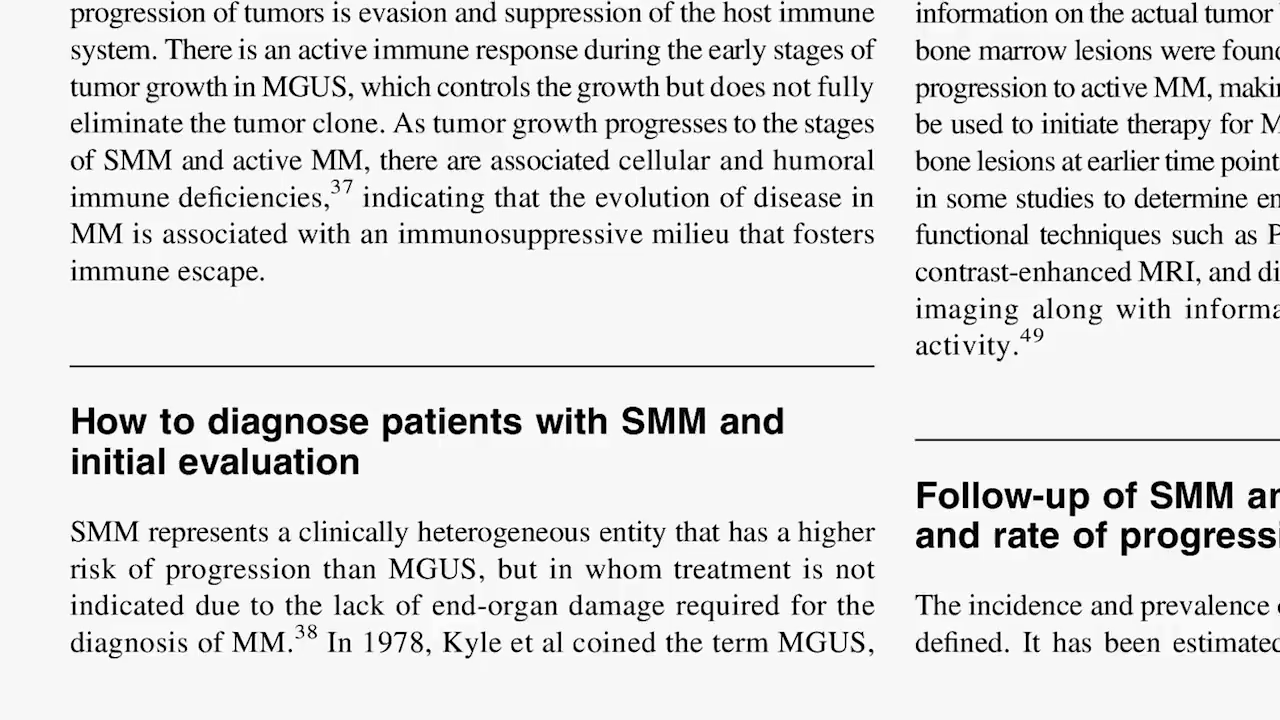 progression of tumors is evasion and suppression of the host immune
system. There is an active immune response during the early stages of
tumor growth in MGUS, which controls the growth but does not fully
eliminate the tumor clone. As tumor growth progresses to the stages
of SMM and active MM, there are associated cellular and humoral
immune deficiencies,37 indicating that the evolution of disease in
MM is associated with an immunosuppressive milieu that fosters
immune escape.
How to diagnose patients with SMM and
initial evaluation
SMM represents a clinically heterogeneous entity that has a higher
risk of progression than MGUS, but in whom treatment is not
indicated due to the lack of end-organ damage required for the
diagnosis of MM.38 In 1978, Kyle et al coined the term MGUS,
information on the actual tumor
bone marrow lesions were
progression to active MM,
be used to initiate therapy for
bone lesions at earlier time
in some studies to determine
functional techniques such as
contrast-enhanced MRI, and
imaging along with
activity.49
Follow-up of SMM
and rate of
The incidence and prevalence
defined. It has been